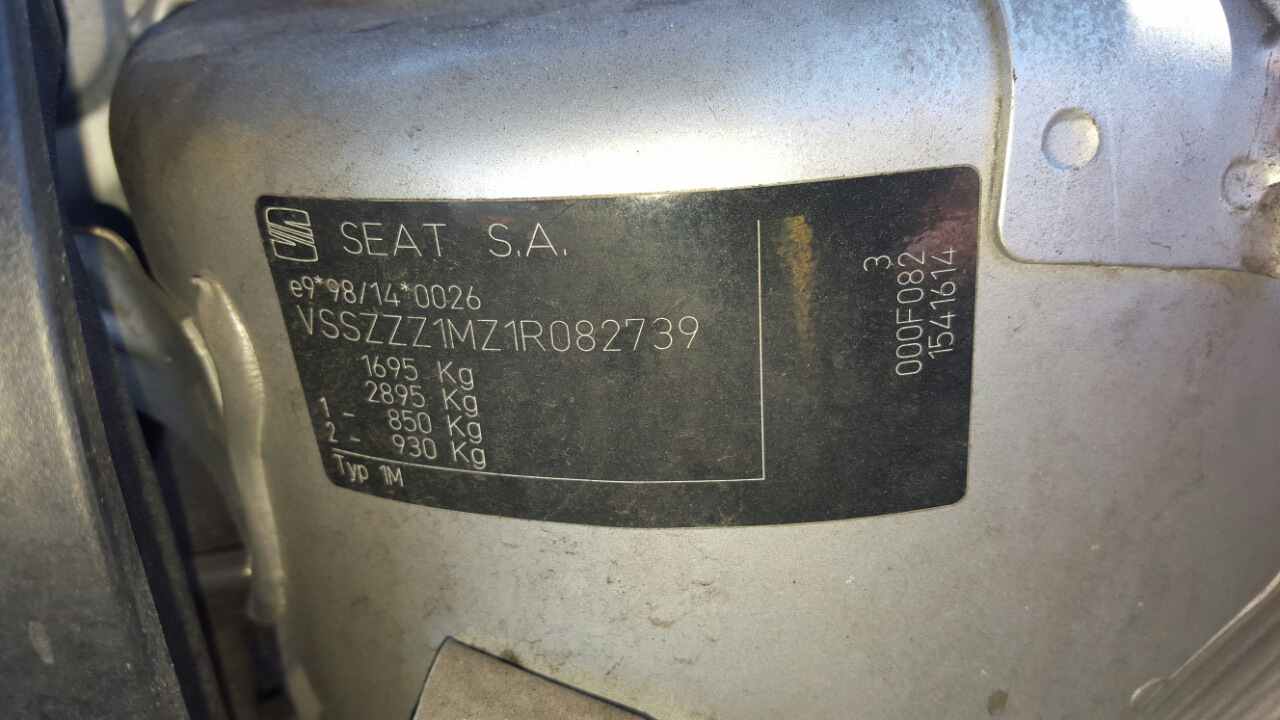 SEAT S.A.
e9*98/14*0026
VSSZZZ1MZ1R082739
1695 Kg
2895 Kg
1 - 850 Kg
2 - 930 Kg
Typ 1M
3
000F082
1541614